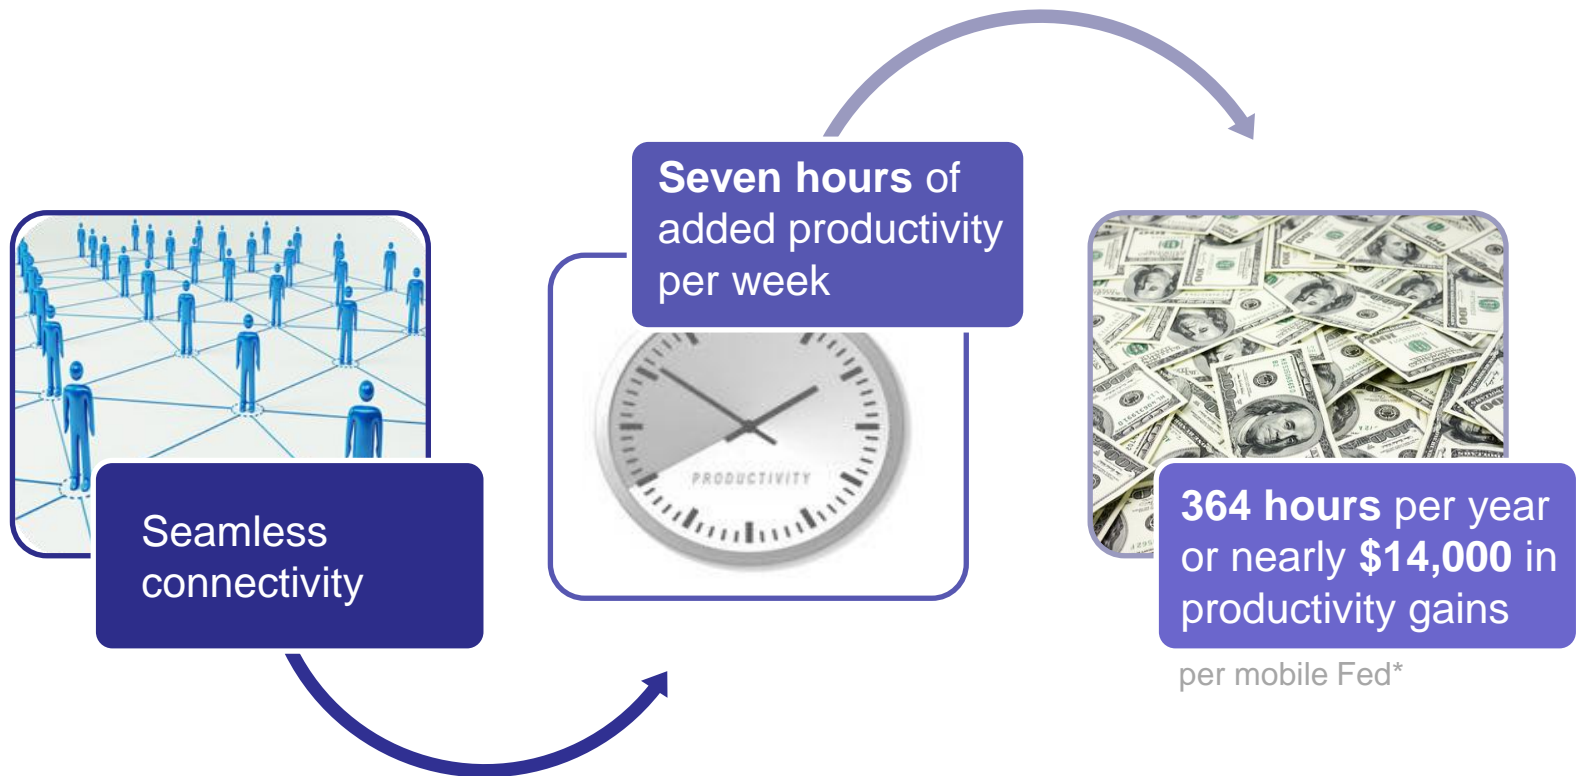 Seamless
connectivity
Seven hours of
added productivity
per week
PRODUCTIVITY
364 hours per year
or nearly $14,000 in
productivity gains
per mobile Fed*